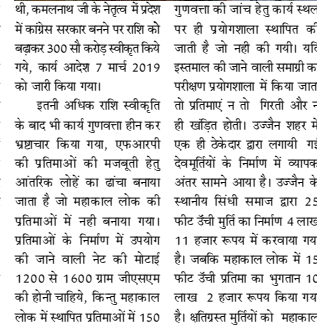 थी, कमलनाथ जी के नेतृत्व में प्रदेश
में कांग्रेस सरकार बनने पर राशि को
बढ़ाकर 300 सौ करोड़ स्वीकृत किये
गये, कार्य आदेश 7 मार्च 2019
को जारी किया गया।
इतनी अधिक राशि स्वीकृति
के बाद भी कार्य गुणवत्ता हीन कर
भ्रष्टाचार किया गया, एफआरपी
की प्रतिमाओं की मजबूती हेतु
आंतरिक लोहें का ढांचा बनाया
जाता है जो महाकाल लोक की
प्रतिमाओं में नही बनाया गया।
प्रतिमाओं के निर्माण में उपयोग
की जाने वाली नेट की मोटाई
1200 से 1600 ग्राम जीएसएम
की होनी चाहिये, किन्तु महाकाल
लोक में स्थापित प्रतिमाओं में 150
गुणवत्ता की जांच हेतु कार्य स्थल
पर ही प्रयोगशाला स्थापित की
जाती है जो नही की गयी। यदि
इस्तमाल की जाने वाली समाग्री का
परीक्षण प्रयोगशाला में किया जाता
तो प्रतिमाएं न तो गिरती और न
ही खंड़ित होती। उज्जैन शहर में
एक ही ठेकेदार द्वारा लगायी गई
देवमूर्तियों के निर्माण में व्यापक
अंतर सामने आया है। उज्जैन के
स्थानीय सिंधी समाज द्वारा 25
फीट उँची मुर्ति का निर्माण 4 लाख
11 हजार रूपय में करवाया गया
है। जबकि महाकाल लोक में 15
फीट उँची प्रतिमा का भुगतान 10
लाख 2 हजार रूपय किया गया
है। क्षतिग्रस्त मुर्तियों को महाकाल